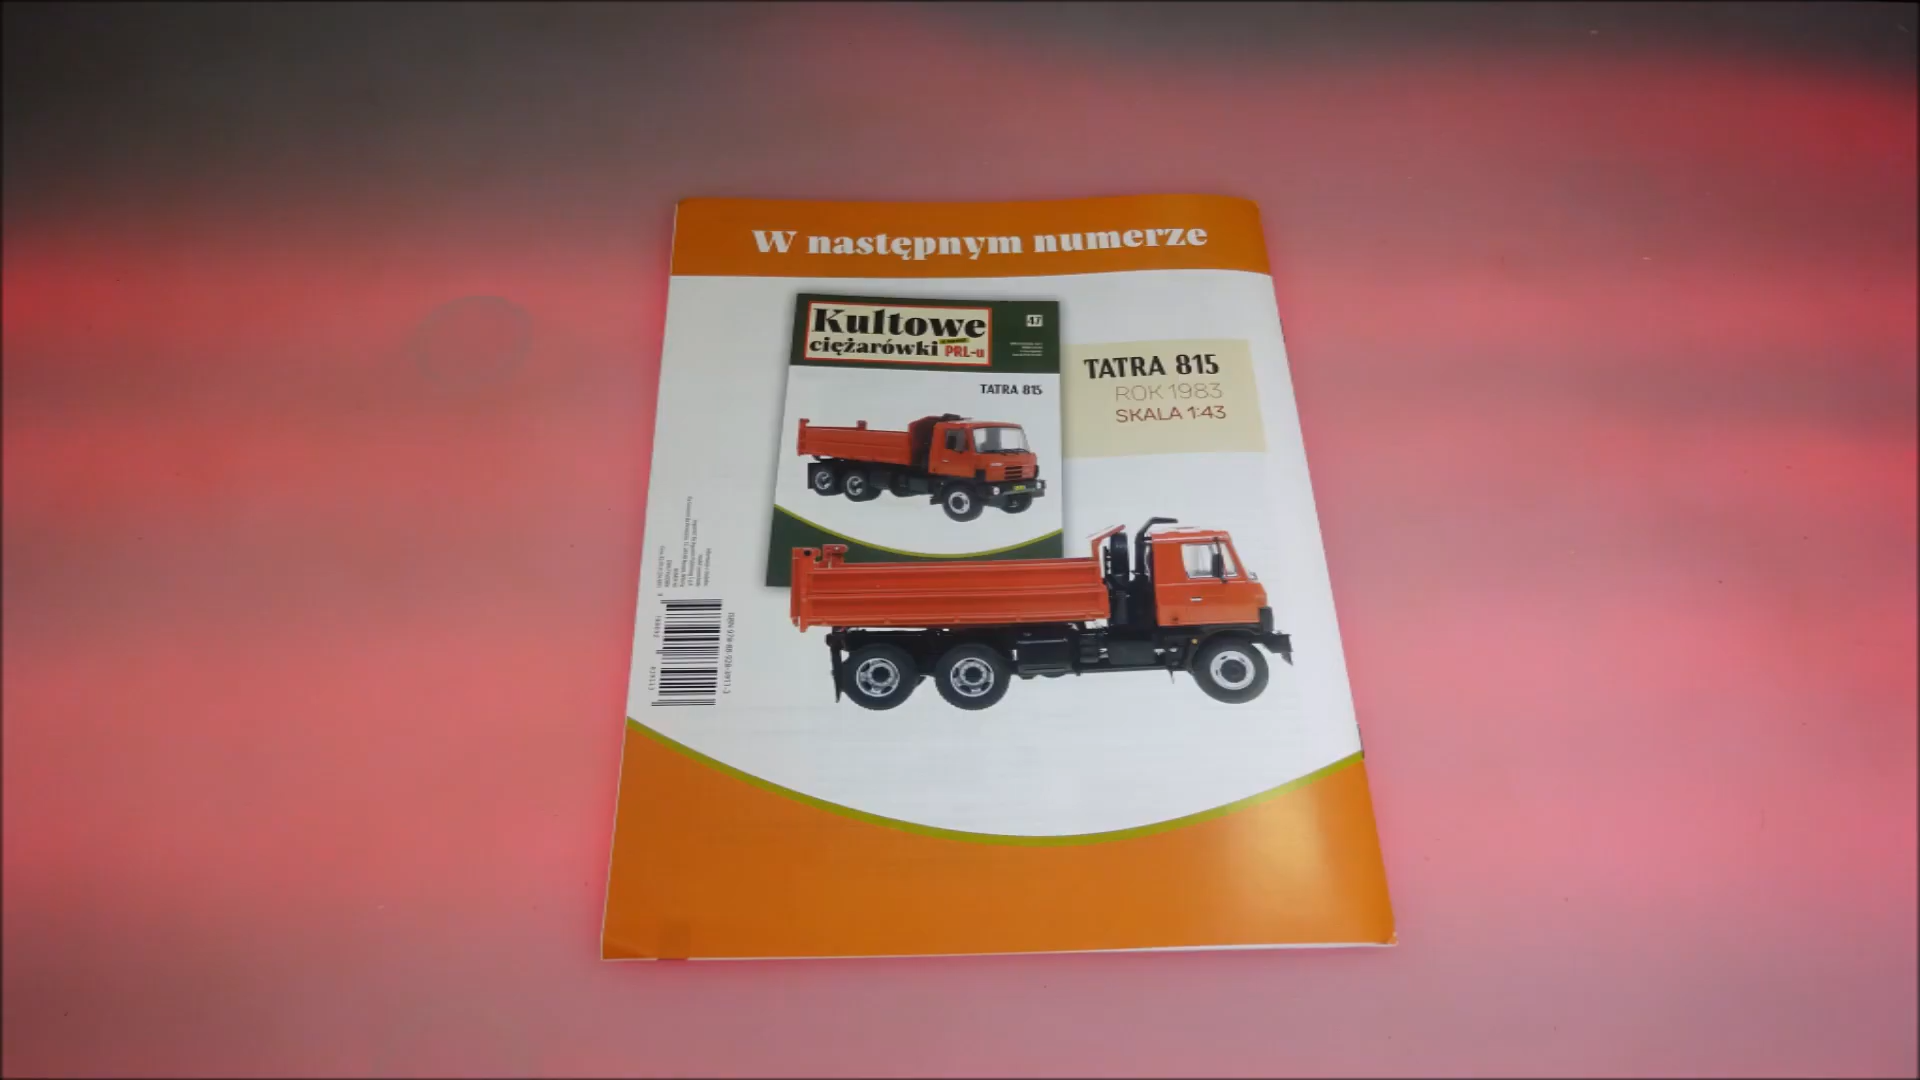 W następnym numerze
Kultowe
ciężarówki PRL-u
47
TATRA 815
TATRA 815
ROK 1983
SKALA 1:43